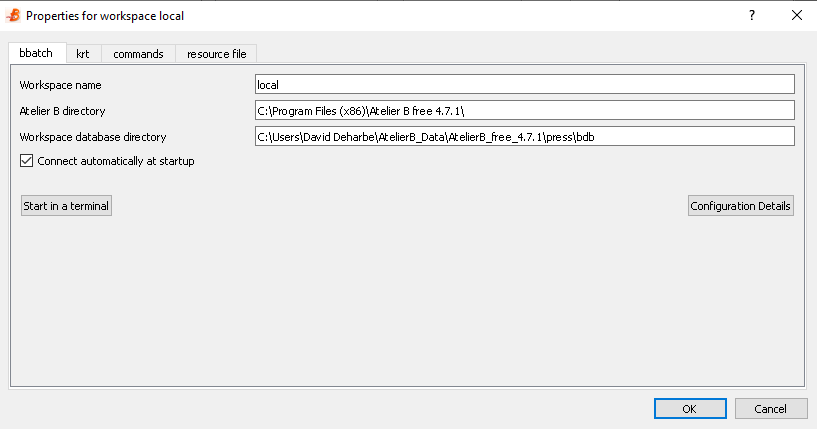 Properties for workspace local
bbatch krt commands resource file
Workspace name local
Atelier B directory C:\Program Files (x86)\Atelier B free 4.7.1\
Workspace database directory C:\Users\David Deharbe\AtelierB_Data\AtelierB_free_4.7.1\press\bdb
Connect automatically at startup
Start in a terminal Configuration Details
OK Cancel